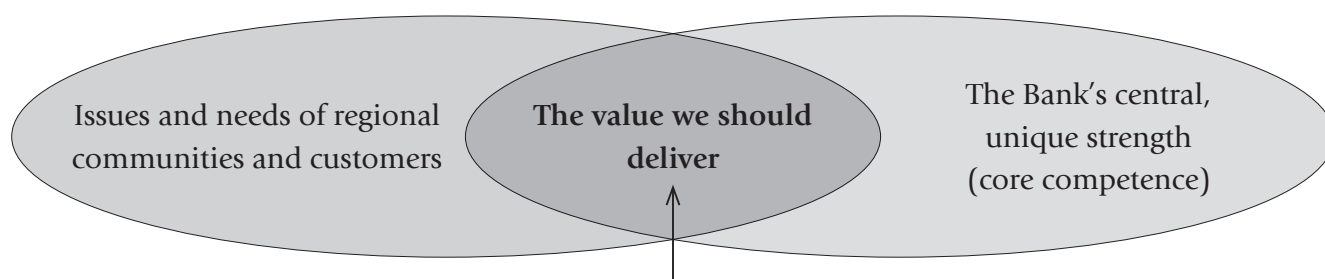 Issues and needs of regional
communities and customers
The value we should
deliver
The Bank’s central,
unique strength
(core competence)